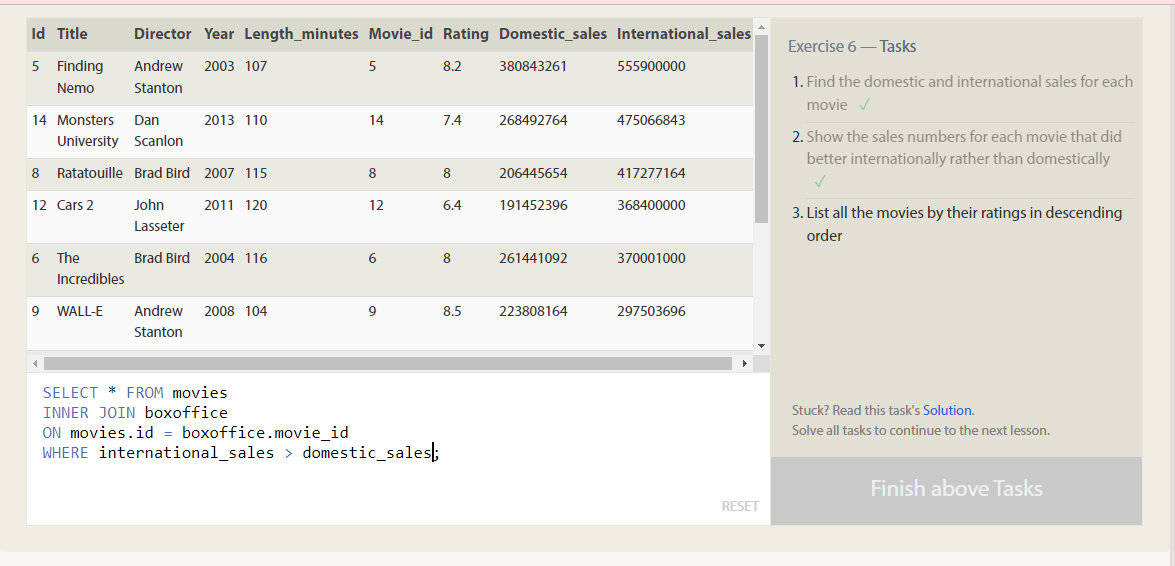 Id Title Director Year Length_minutes Movie_id Rating Domestic_sales International_sales
5 Finding Andrew 2003 107 5 8.2 380843261 555900000
Nemo Stanton
14 Monsters Dan 2013 110 14 7.4 268492764 475066843
University Scanlon
8 Ratatouille Brad Bird 2007 115 8 8 206445654 417277164
12 Cars 2 John 2011 120 12 6.4 191452396 368400000
Lasseter
6 The Brad Bird 2004 116 6 8 261441092 370001000
Incredibles
9 WALL-E Andrew 2008 104 9 8.5 223808164 297503696
Stanton
SELECT * FROM movies
INNER JOIN boxoffice
ON movies.id = boxoffice.movie_id
WHERE international_sales > domestic_sales;
RESET
Exercise 6 — Tasks
1. Find the domestic and international sales for each
movie ✓
2. Show the sales numbers for each movie that did
better internationally rather than domestically
✓
3. List all the movies by their ratings in descending
order
Stuck? Read this task's Solution.
Solve all tasks to continue to the next lesson.
Finish above Tasks